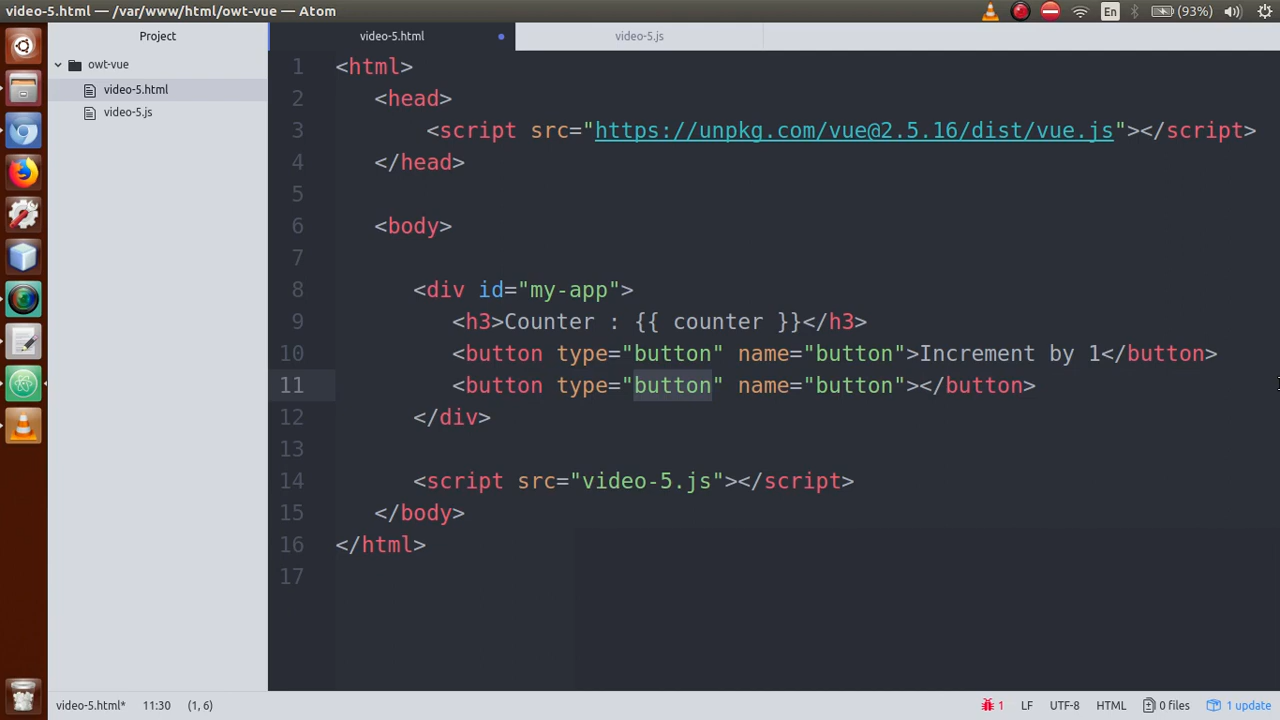 video-5.html — /var/www/html/owt-vue — Atom
En
(93%)
Project
owt-vue
video-5.html
video-5.js
video-5.html
video-5.js
1 <html>
2 <head>
3 <script src="https://unpkg.com/vue@2.5.16/dist/vue.js"></script>
4 </head>
5
6 <body>
7
8 <div id="my-app">
9 <h3>Counter : {{ counter }}</h3>
10 <button type="button" name="button">Increment by 1</button>
11 <button type="button" name="button"></button>
12 </div>
13
14 <script src="video-5.js"></script>
15 </body>
16 </html>
17
video-5.html* 11:30 (1, 6)
1 LF UTF-8 HTML 0 files 1 update